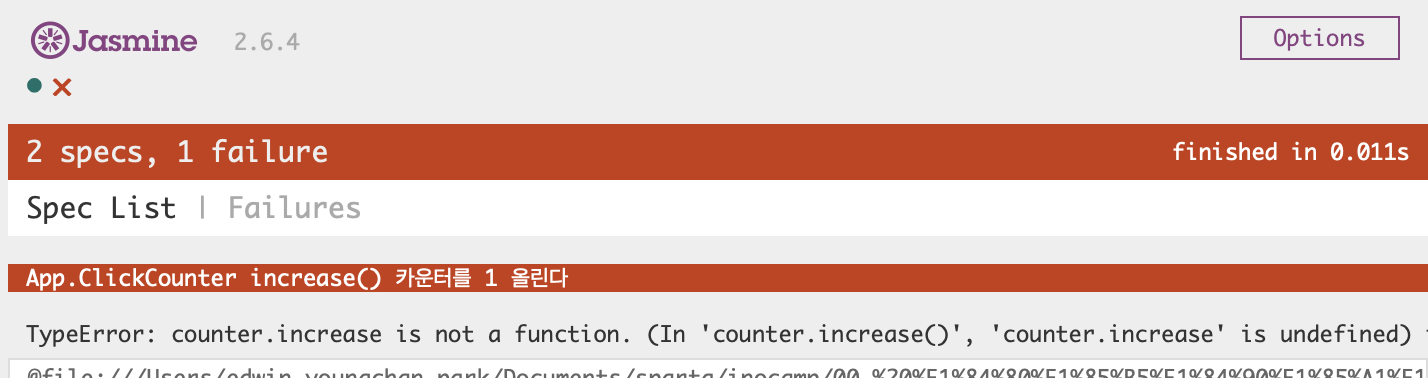 Jasmine 2.6.4 Options
2 specs, 1 failure finished in 0.011s
Spec List | Failures
App.ClickCounter increase() 카운터를 1 올린다
TypeError: counter.increase is not a function. (In 'counter.increase()', 'counter.increase' is undefined)